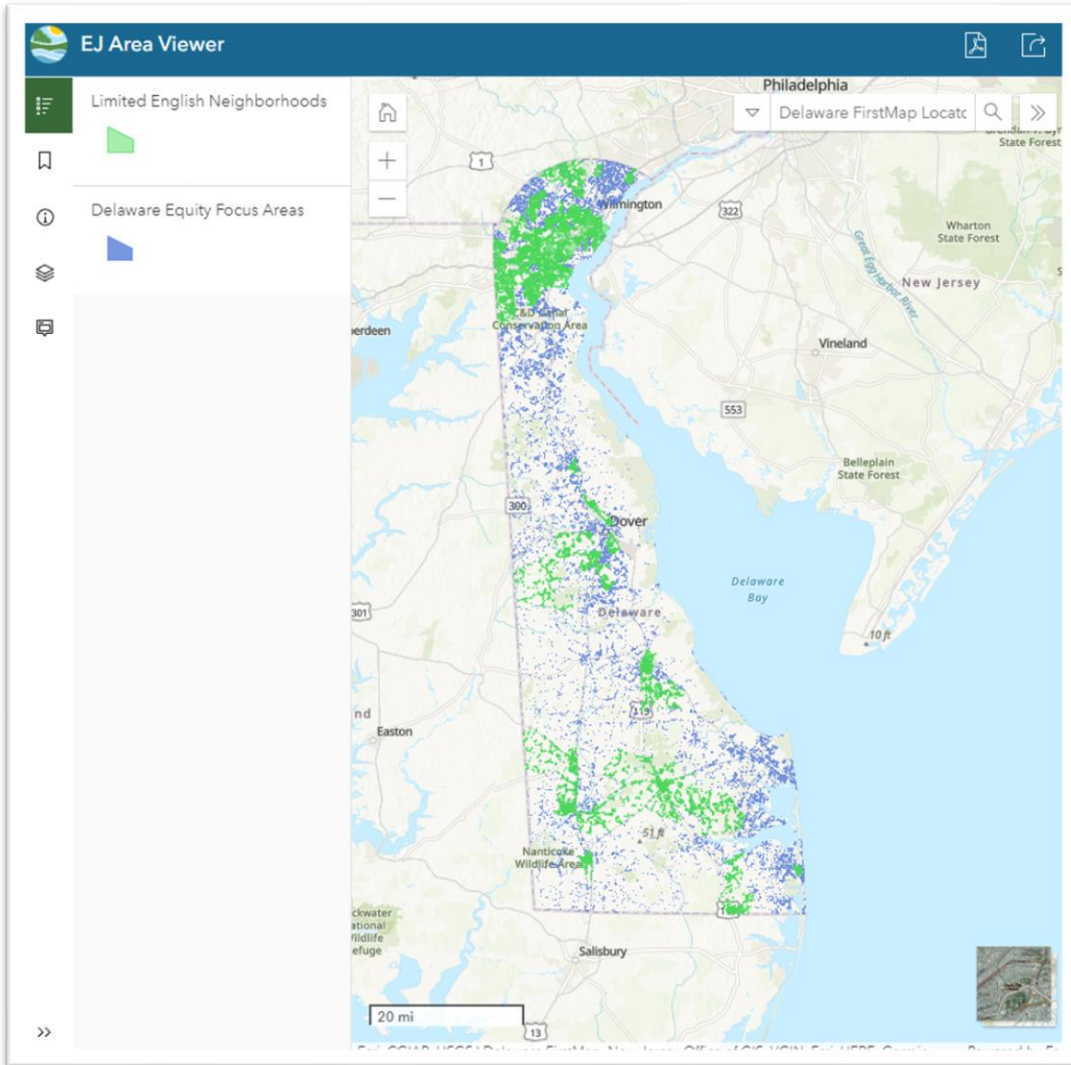 EJ Area Viewer
Limited English Neighborhoods
Delaware Equity Focus Areas
Philadelphia
Delaware FirstMap Locatc
State Forest
1
Wilmington
322
Wharton
State Forest
Great Egg Harbor River
New Jersey
C&D Canal
Conservation Area
berdeen
Vineland
553
Belleplain
State Forest
300
Dover
Delaware
Bay
301
Delaware
10 ft
113
nd
Easton
51 ft
Nanticoke
Wildlife Area
ckwater
ational
Wildlife
efuge
Salisbury
20 mi
13